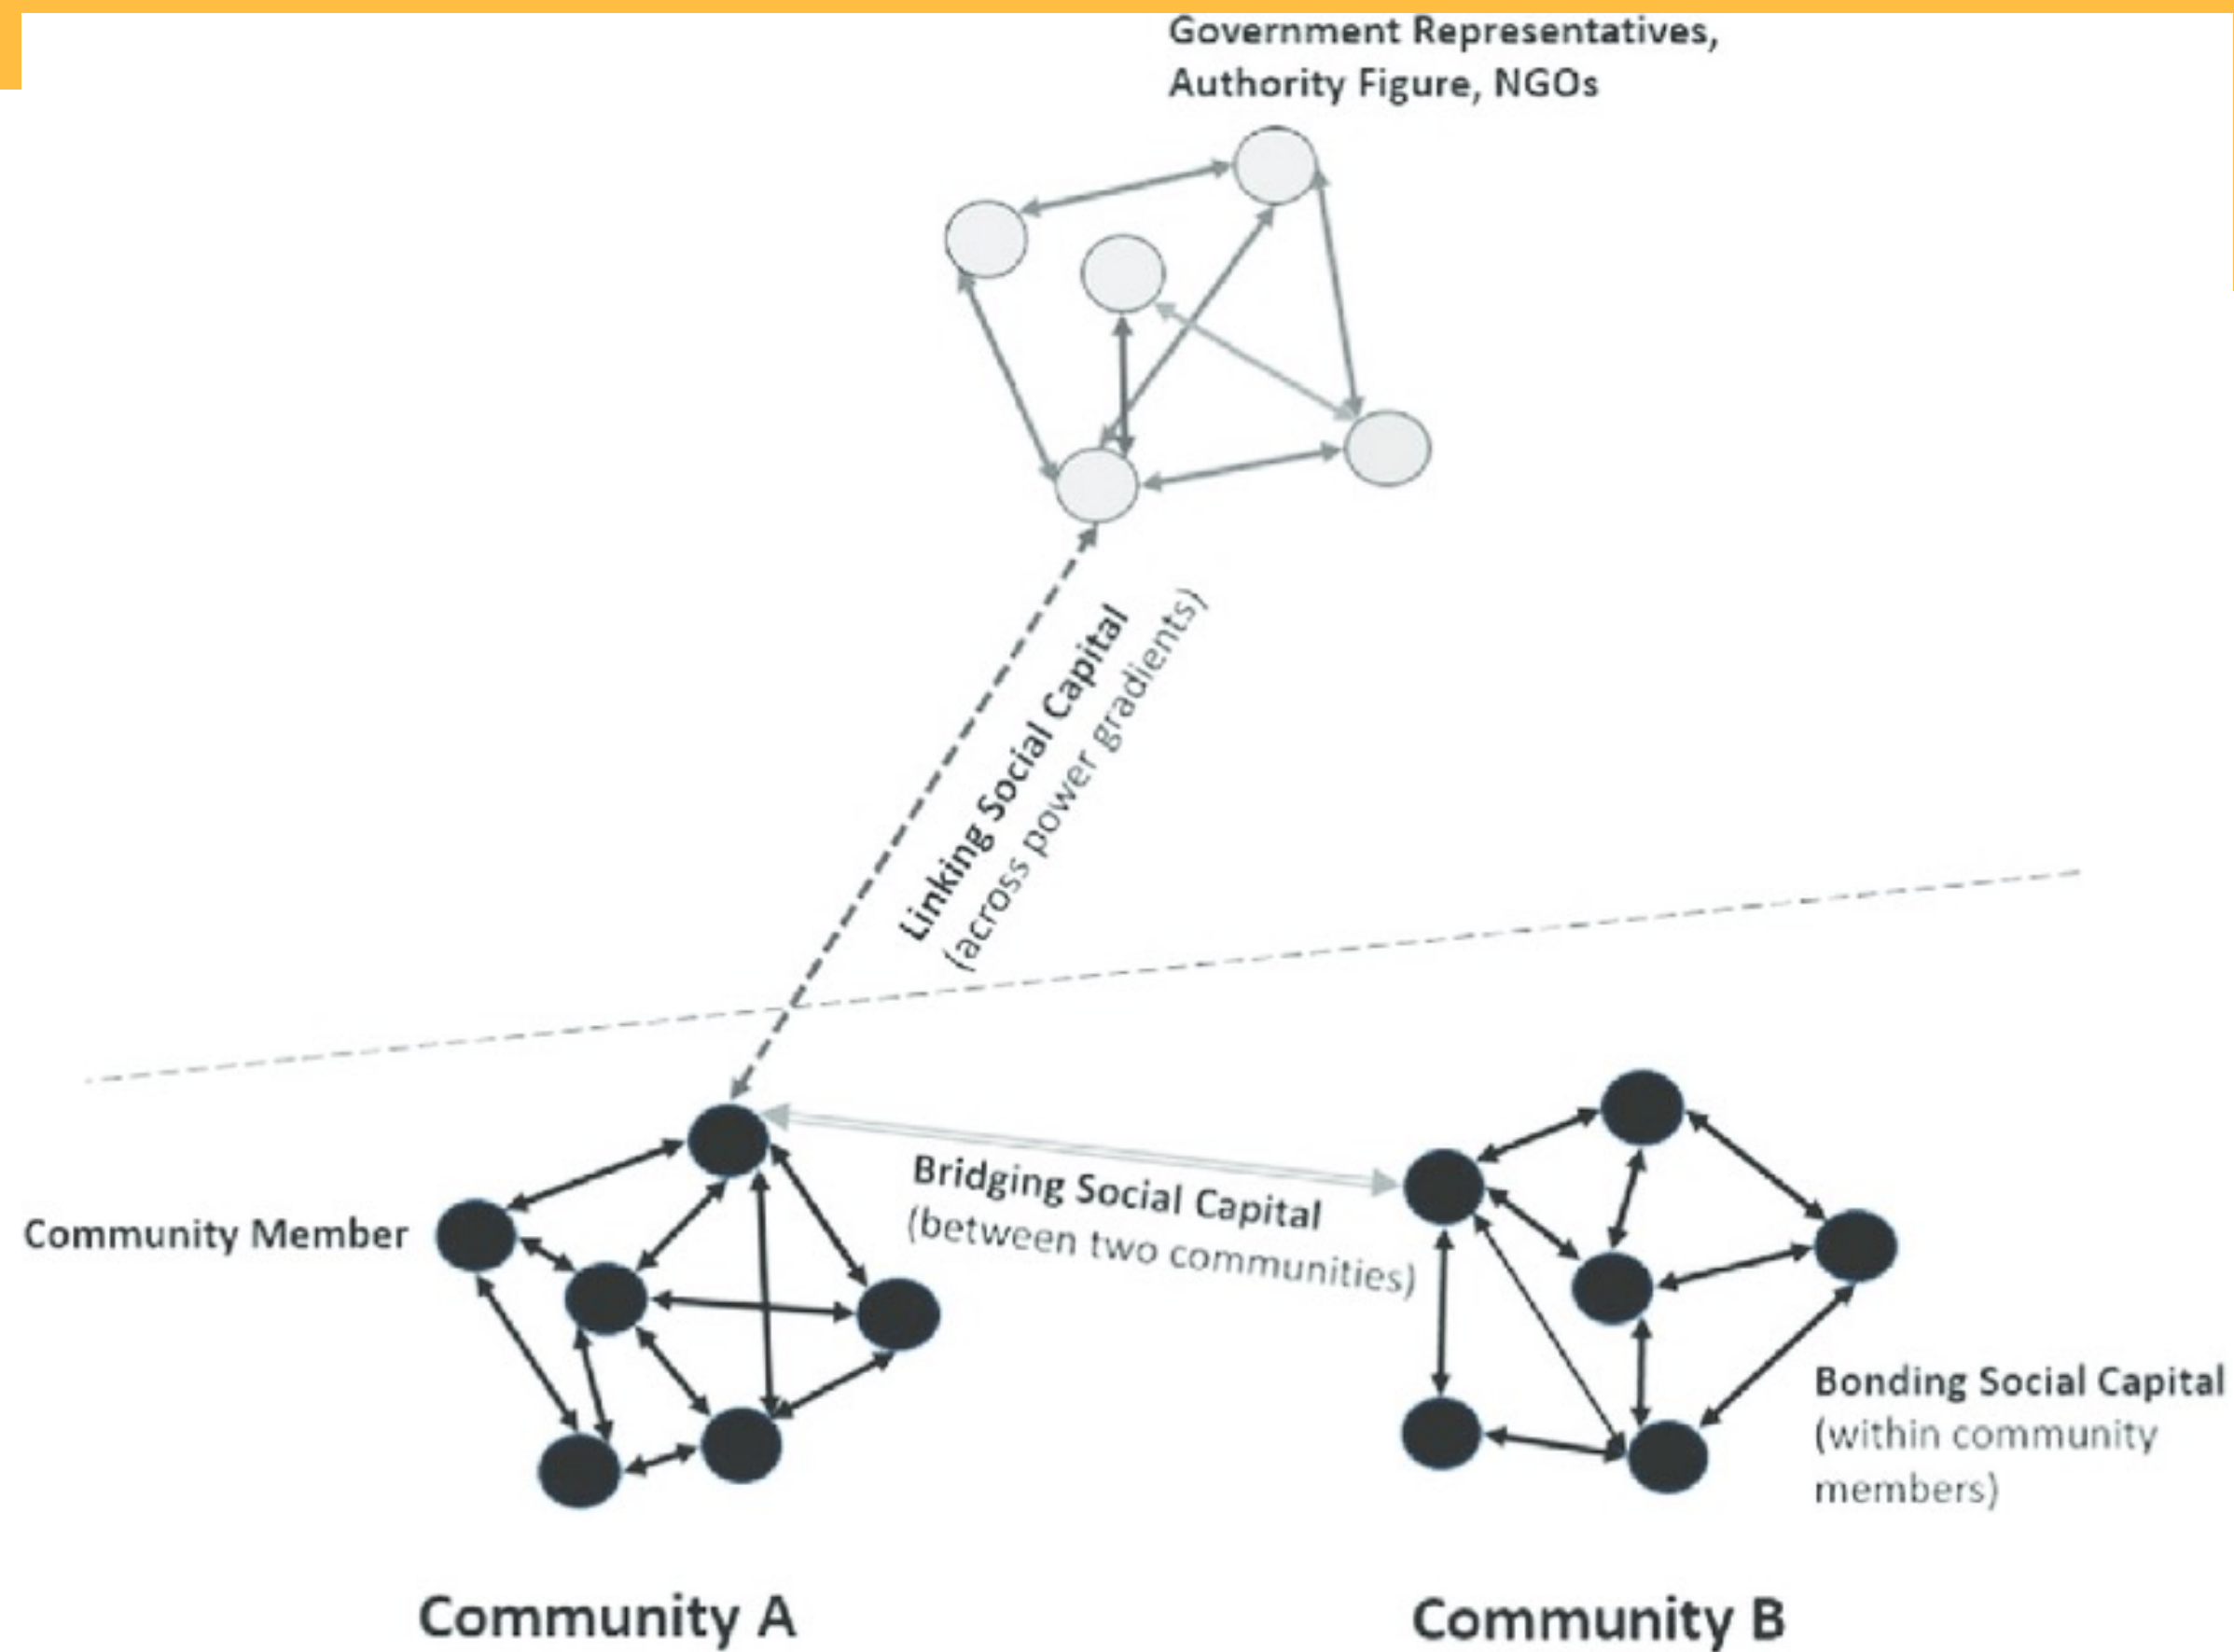 Government Representatives,
Authority Figure, NGOs
Linking Social Capital
(across power gradients)
Bridging Social Capital
(between two communities)
Community Member
Bonding Social Capital
(within community
members)
Community A
Community B